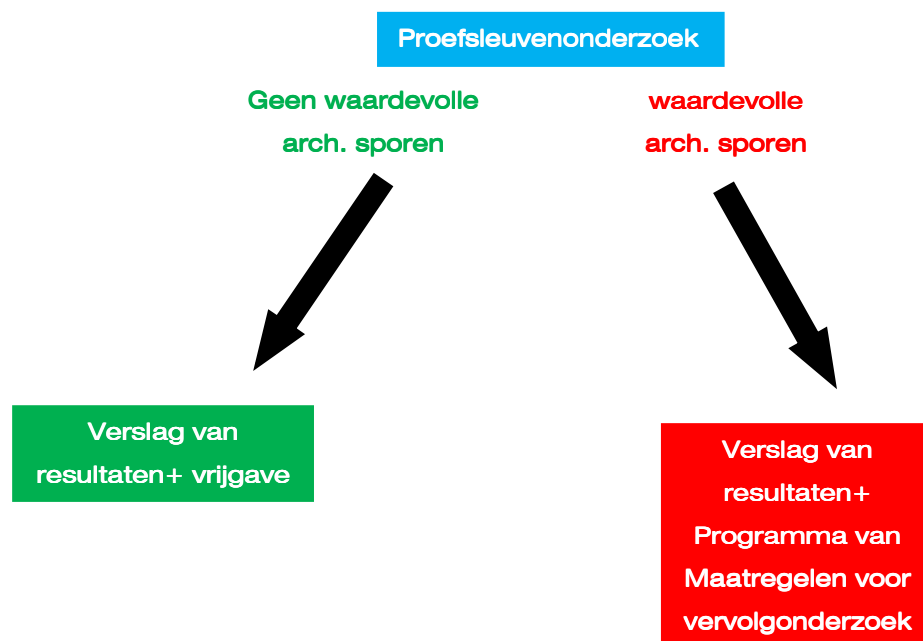 Proefsleuvenonderzoek
Geen waardevolle
arch. sporen
waardevolle
arch. sporen
Verslag van
resultaten+ vrijgave
Verslag van
resultaten+
Programma van
Maatregelen voor
vervolgonderzoek